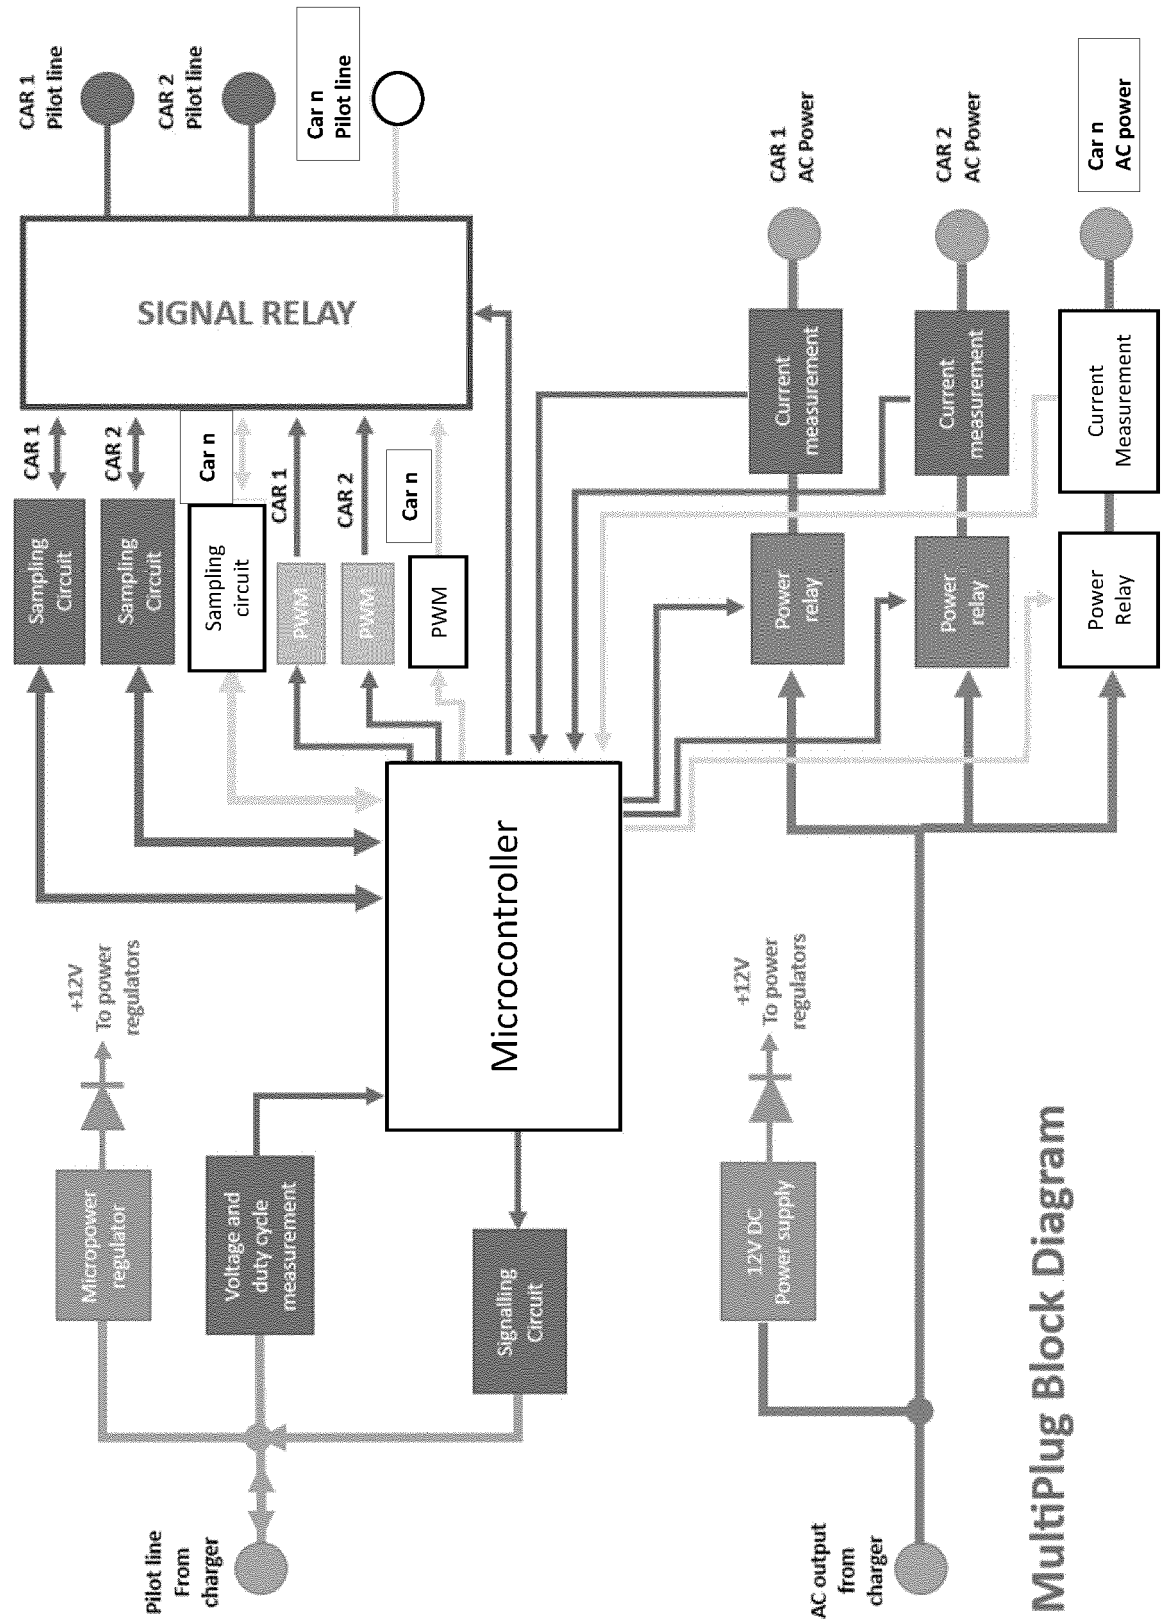 CAR 1
Pilot line
CAR 2
Pilot line
Car n
Pilot line
SIGNAL RELAY
CAR 1
CAR 2
Car n
CAR 1
CAR 2
Car n
Sampling
Circuit
Sampling
Circuit
Sampling
circuit
PWM
PWM
PWM
CAR 1
AC Power
CAR 2
AC Power
Car n
AC power
Current
measurement
Current
measurement
Current
Measurement
Power
relay
Power
relay
Power
Relay
Microcontroller
+12V
To power
regulators
+12V
To power
regulators
Micropower
regulator
Voltage and
duty cycle
measurement
Signalling
Circuit
12V DC
Power supply
Pilot line
From
charger
AC output
from
charger
MultiPlug Block Diagram